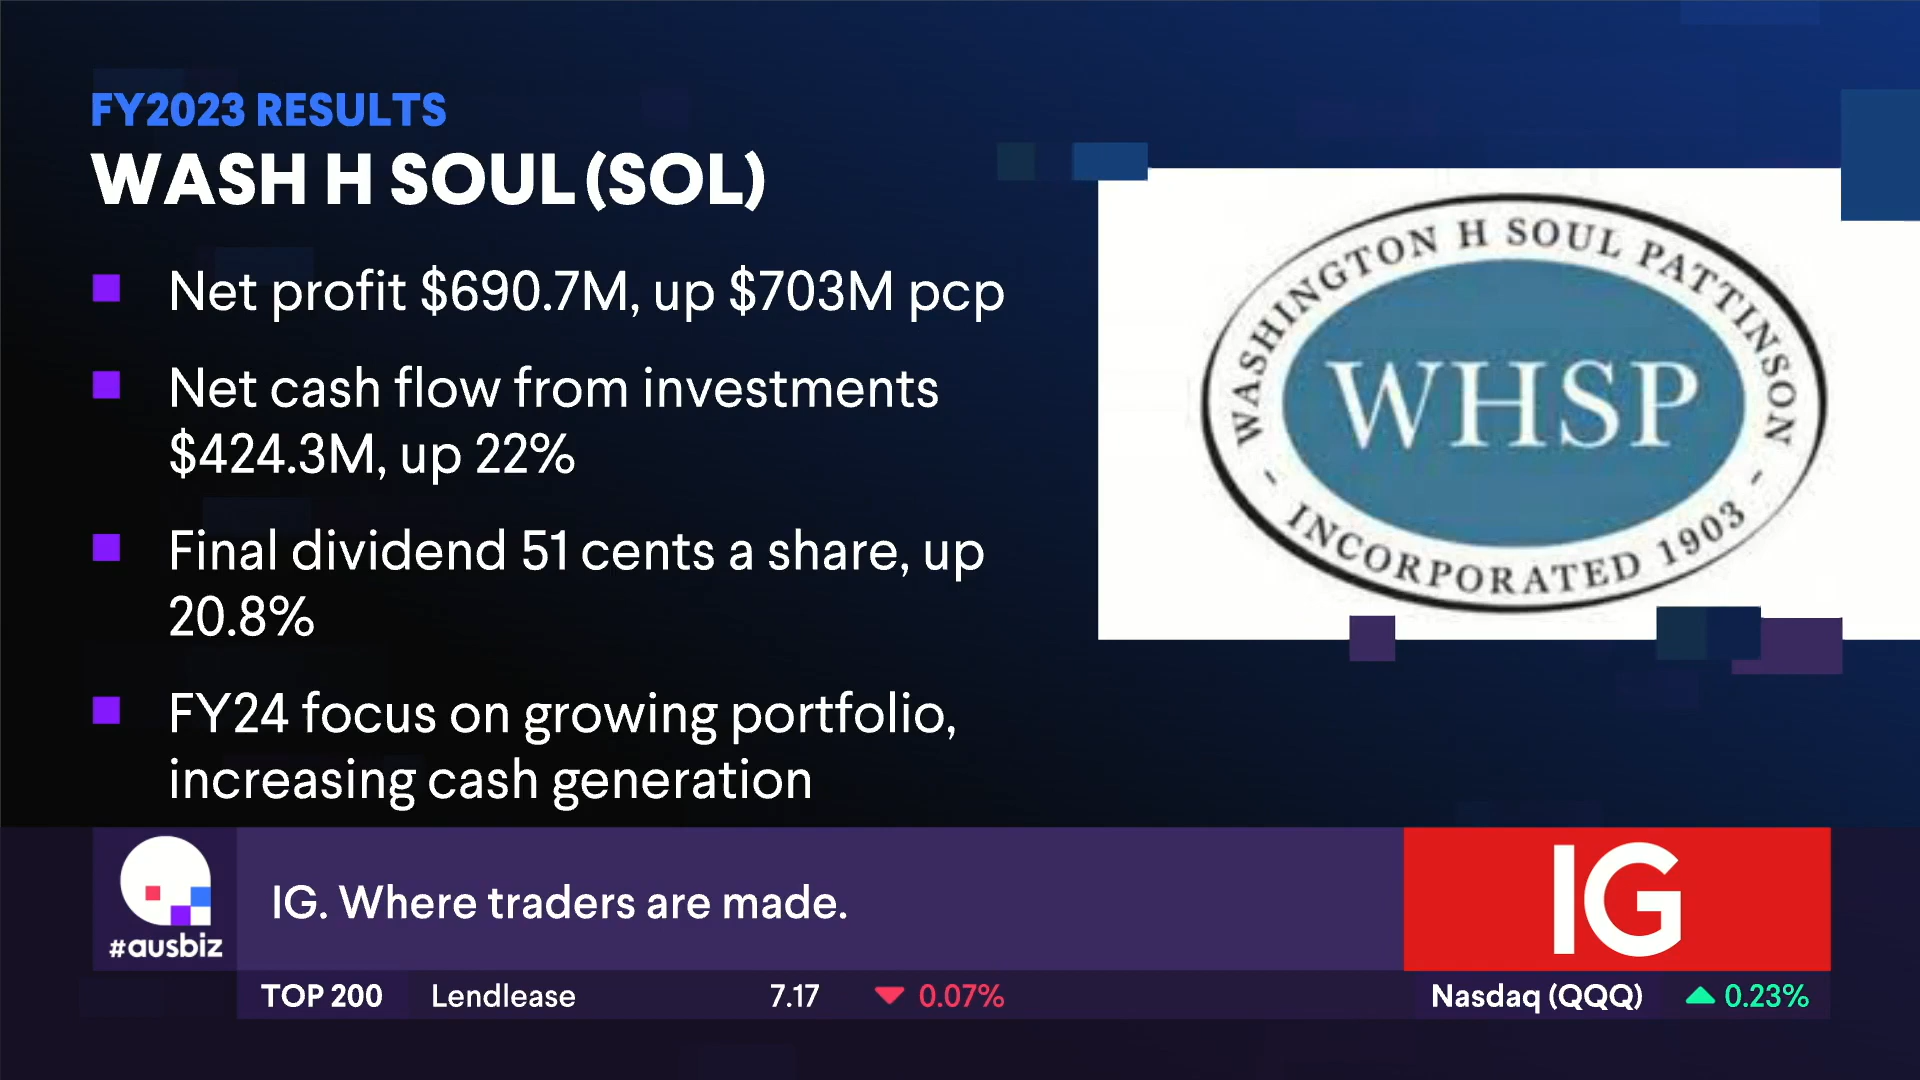 FY2023 RESULTS
WASH H SOUL (SOL)
Net profit $690.7M, up $703M pcp
Net cash flow from investments
$424.3M, up 22%
Final dividend 51 cents a share, up
20.8%
FY24 focus on growing portfolio,
increasing cash generation
WASHINGTON H SOUL PATTINSON
WHSP
- INCORPORATED 1903 -
#ausbiz
IG. Where traders are made.
IG
TOP 200 Lendlease 7.17 0.07%
Nasdaq (QQQ) 0.23%